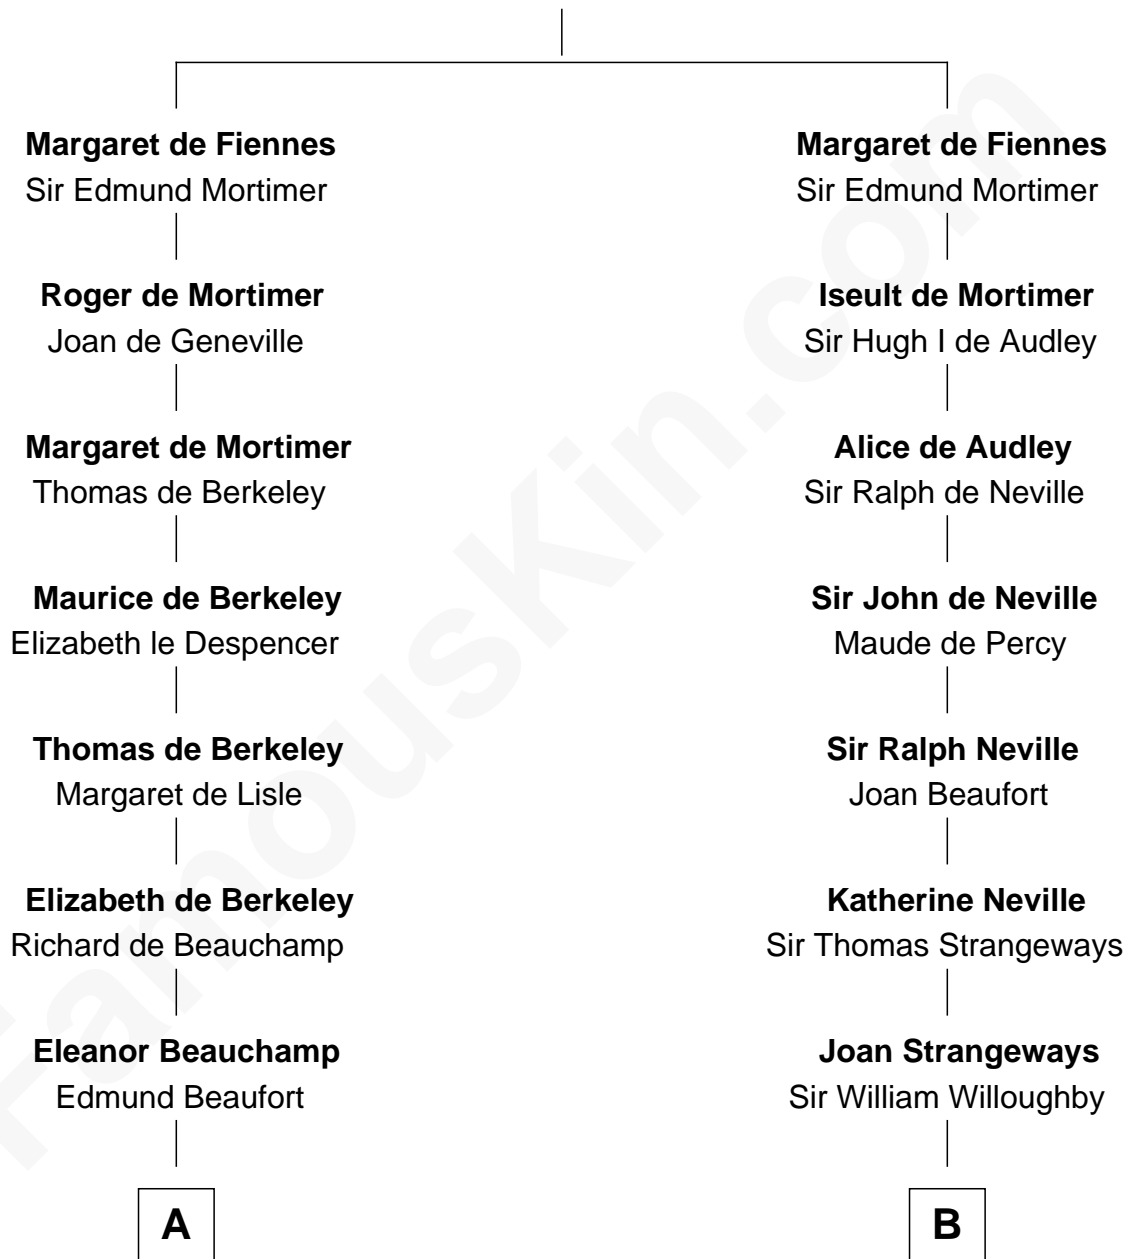 Margaret de Fiennes
Sir Edmund Mortimer
Roger de Mortimer
Joan de Geneville
Margaret de Mortimer
Thomas de Berkeley
Maurice de Berkeley
Elizabeth le Despencer
Thomas de Berkeley
Margaret de Lisle
Elizabeth de Berkeley
Richard de Beauchamp
Eleanor Beauchamp
Edmund Beaufort
A
Margaret de Fiennes
Sir Edmund Mortimer
Iseult de Mortimer
Sir Hugh I de Audley
Alice de Audley
Sir Ralph de Neville
Sir John de Neville
Maude de Percy
Sir Ralph Neville
Joan Beaufort
Katherine Neville
Sir Thomas Strangeways
Joan Strangeways
Sir William Willoughby
B
FamousKin.com